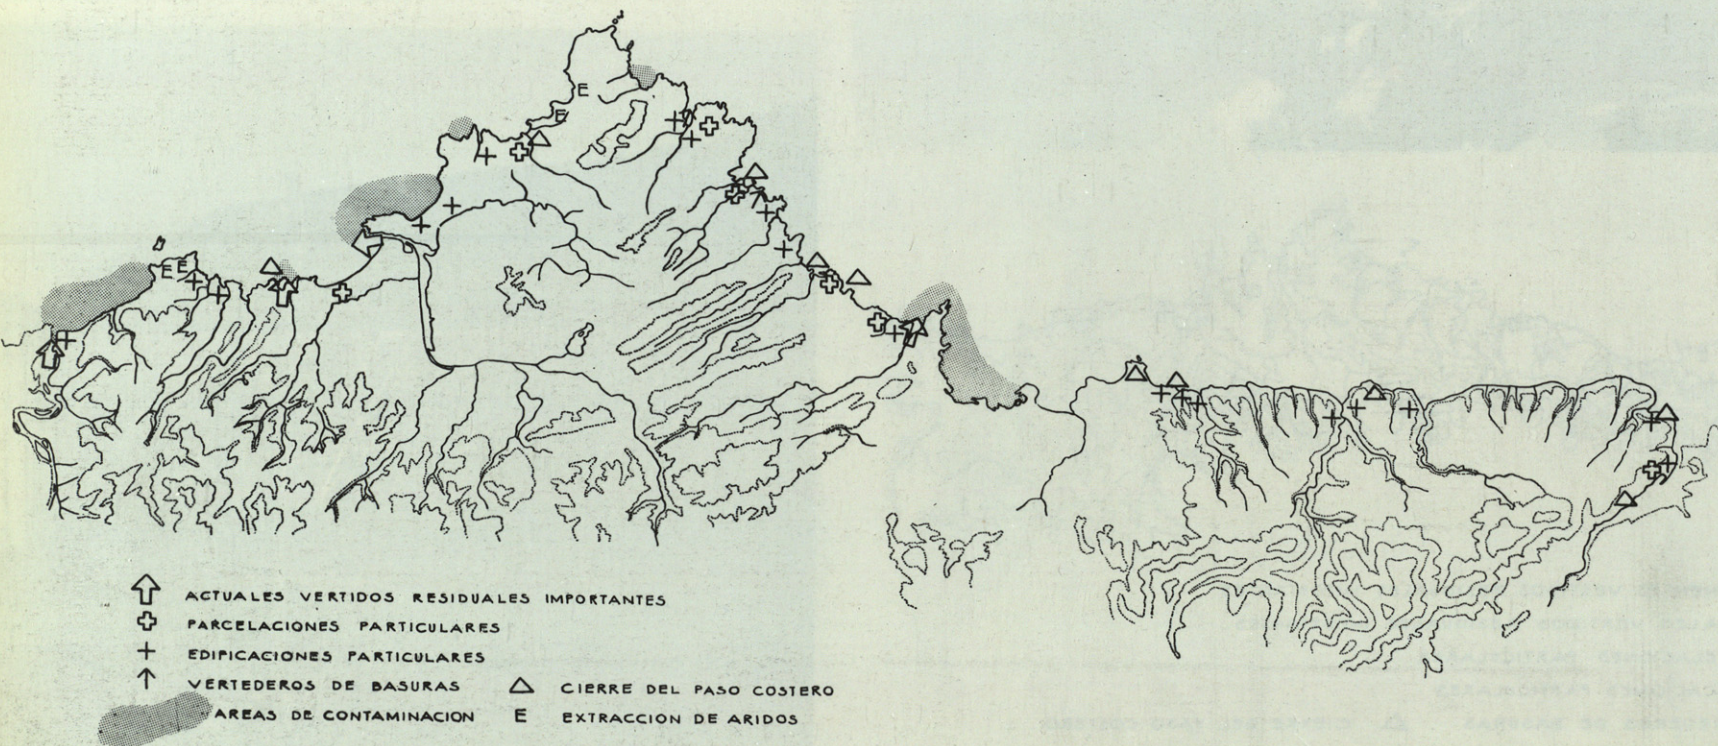 E
E
E E
ACTUALES VERTIDOS RESIDUALES IMPORTANTES
PARCELACIONES PARTICULARES
EDIFICACIONES PARTICULARES
VERTEDEROS DE BASURAS
CIERRE DEL PASO COSTERO
AREAS DE CONTAMINACION
E EXTRACCION DE ARIDOS